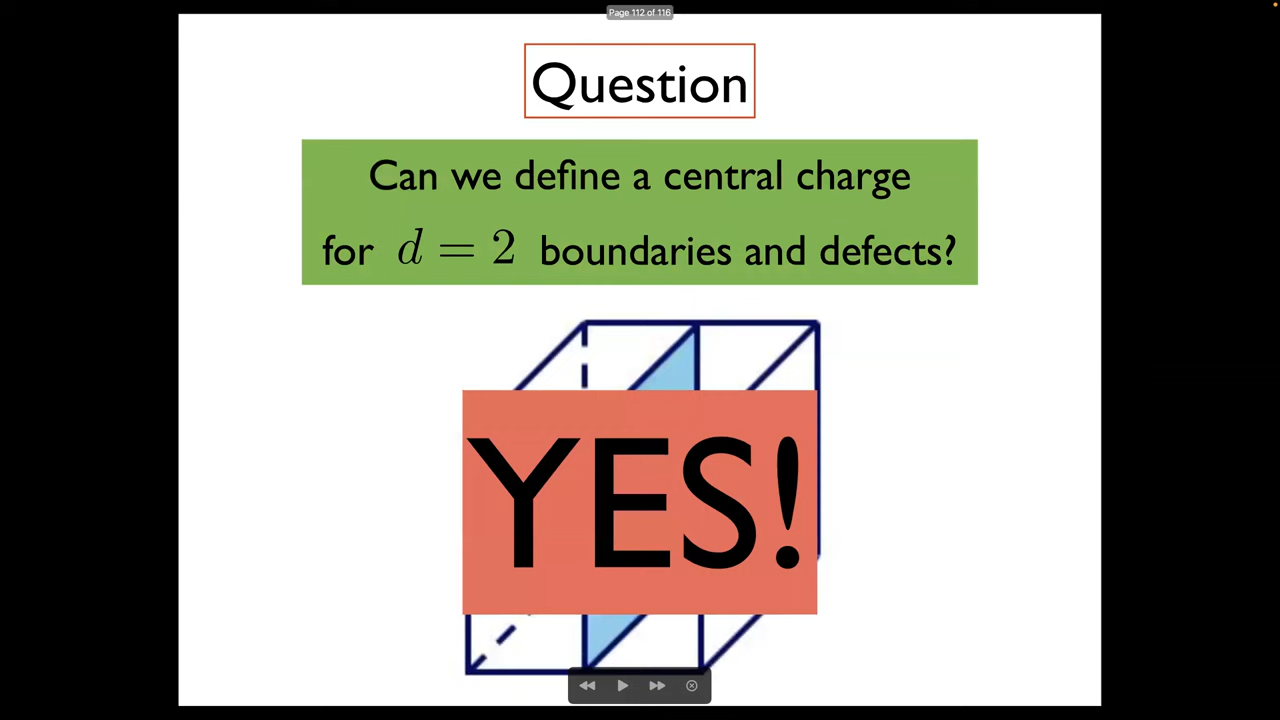 Page 112 of 116
Question
Can we define a central charge
for d = 2 boundaries and defects?
YES!